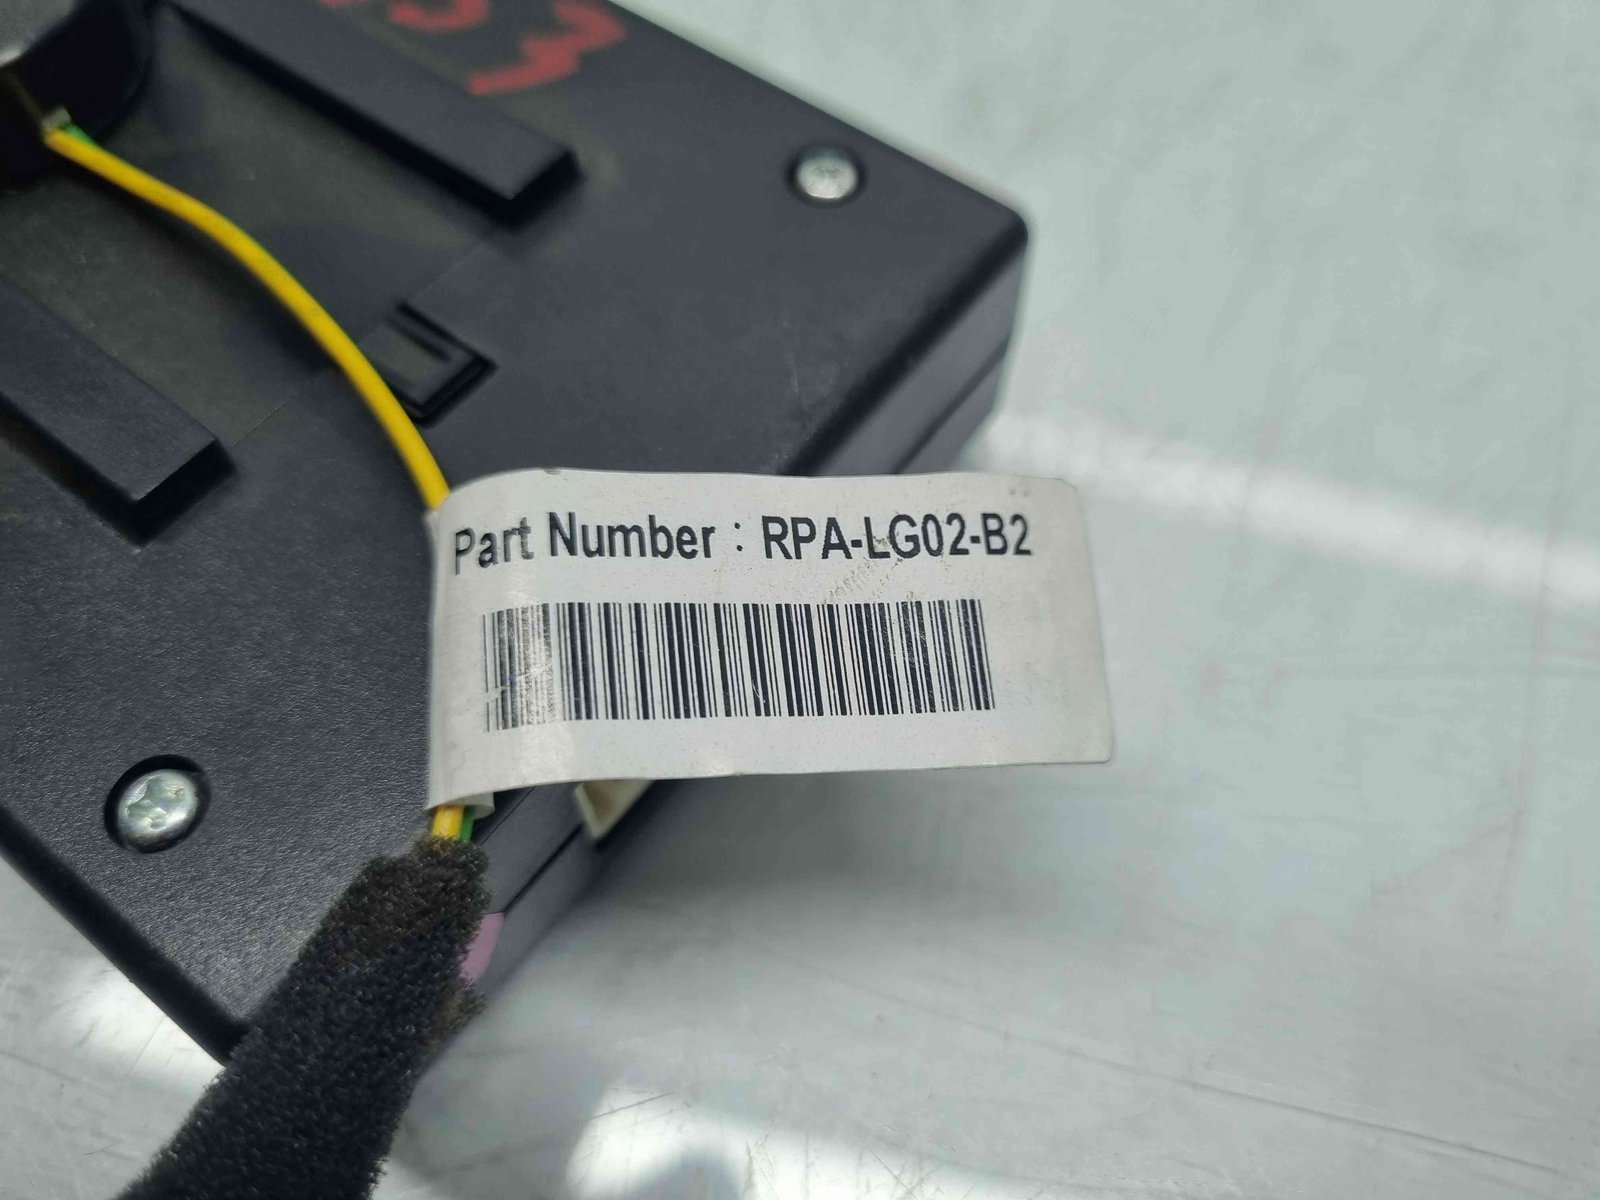 Part Number : RPA-LG02-B2